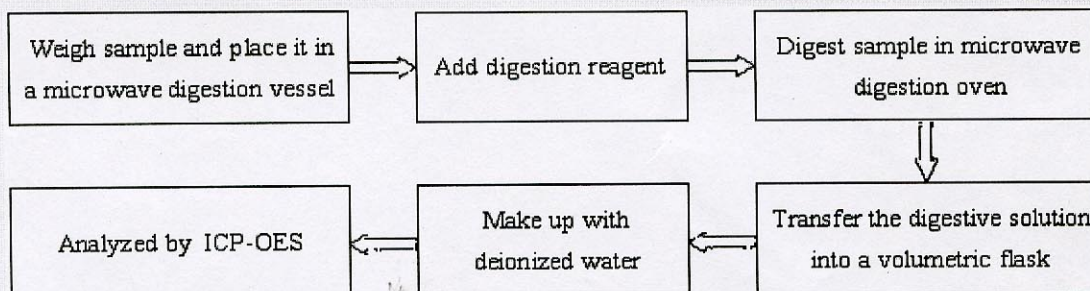 Weigh sample and place it in
a microwave digestion vessel
Add digestion reagent
Digest sample in microwave
digestion oven
Transfer the digestive solution
into a volumetric flask
Make up with
deionized water
Analyzed by ICP-OES